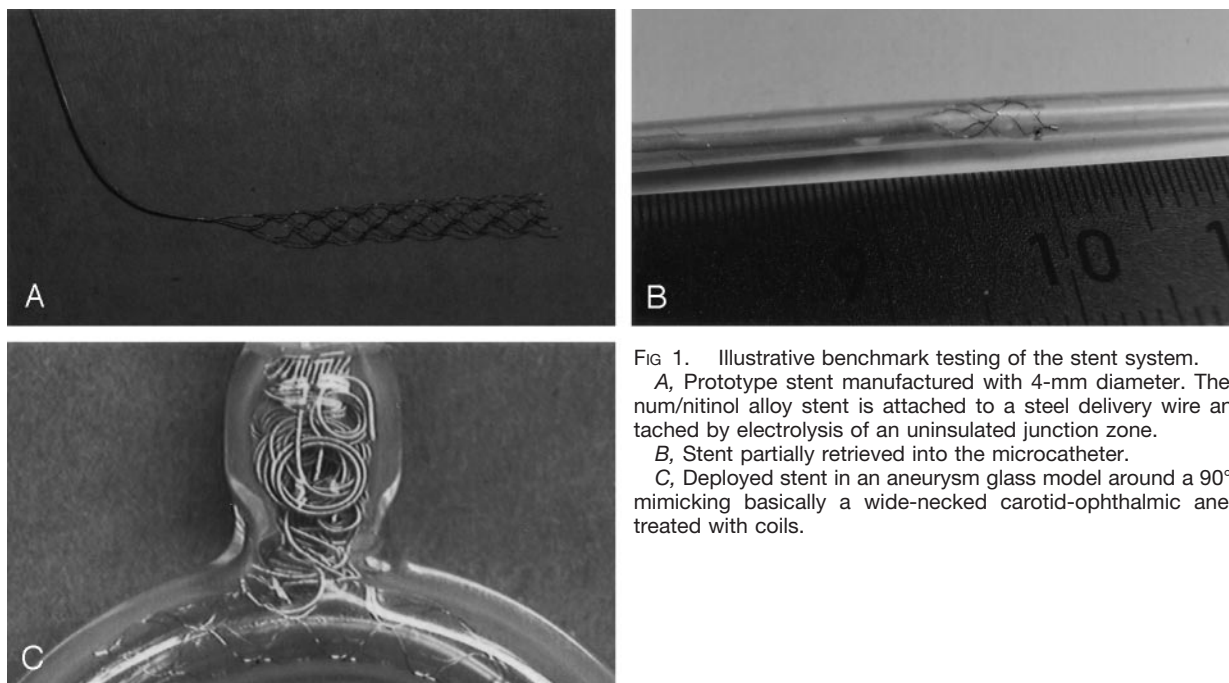 A
B
9
10
1
C
FIG 1. Illustrative benchmark testing of the stent system.
A, Prototype stent manufactured with 4-mm diameter. The
num/nitinol alloy stent is attached to a steel delivery wire an
tached by electrolysis of an uninsulated junction zone.
B, Stent partially retrieved into the microcatheter.
C, Deployed stent in an aneurysm glass model around a 90°
mimicking basically a wide-necked carotid-ophthalmic ane
treated with coils.